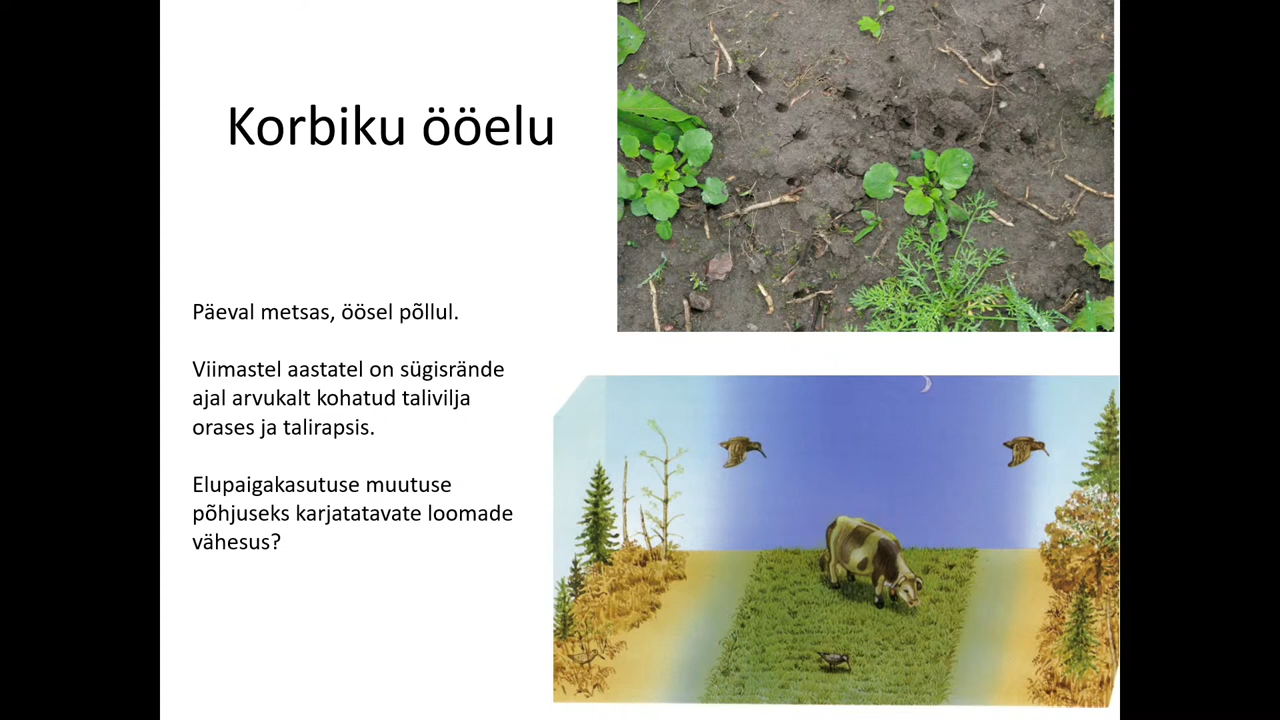 Korbiku ööelu
Päeval metsas, öösel põllul.
Viimastel aastatel on sügisrände
ajal arvukalt kohatud talivilja
orases ja talirapsis.
Elupaigakasutuse muutuse
põhjuseks karjatatavate loomade
vähesus?